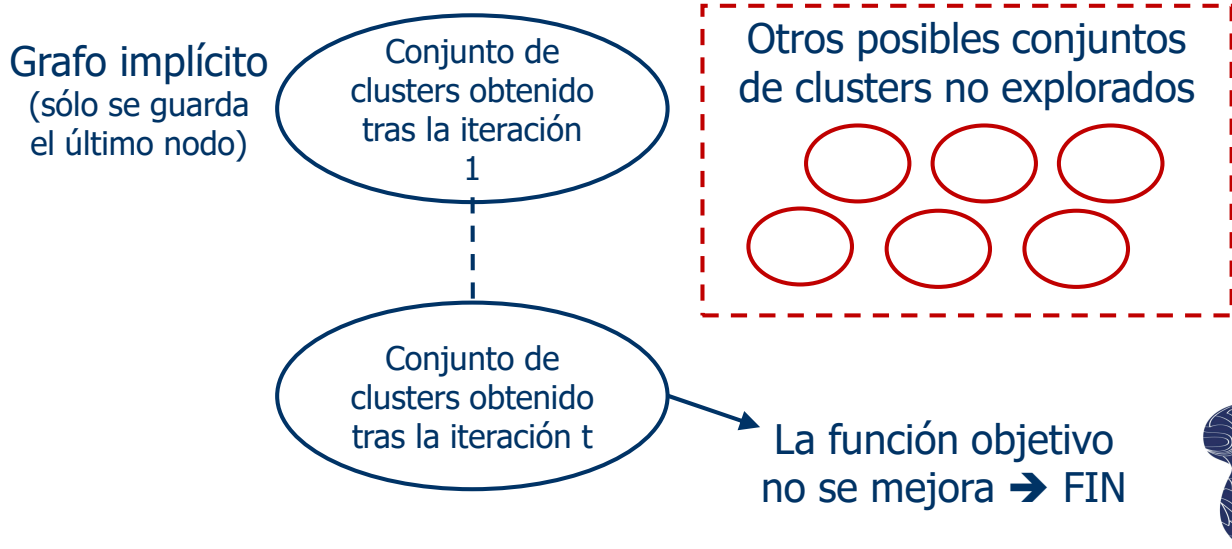 Grafo implícito
(sólo se guarda
el último nodo)
Conjunto de
clusters obtenido
tras la iteración
1
Otros posibles conjuntos
de clusters no explorados
Conjunto de
clusters obtenido
tras la iteración t
La función objetivo
no se mejora ➔ FIN